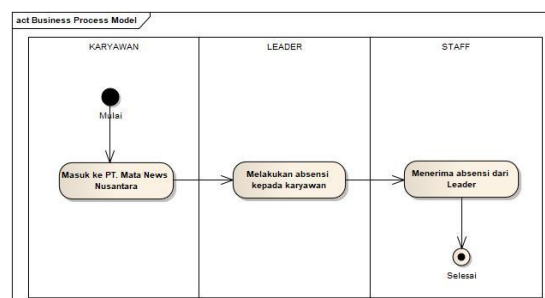 act Business Process Model
KARYAWAN
LEADER
STAFF
Mulai
Masuk ke PT. Mata News
Nusantara
Melakukan absensi
kepada karyawan
Menerima absensi dari
Leader
Selesai